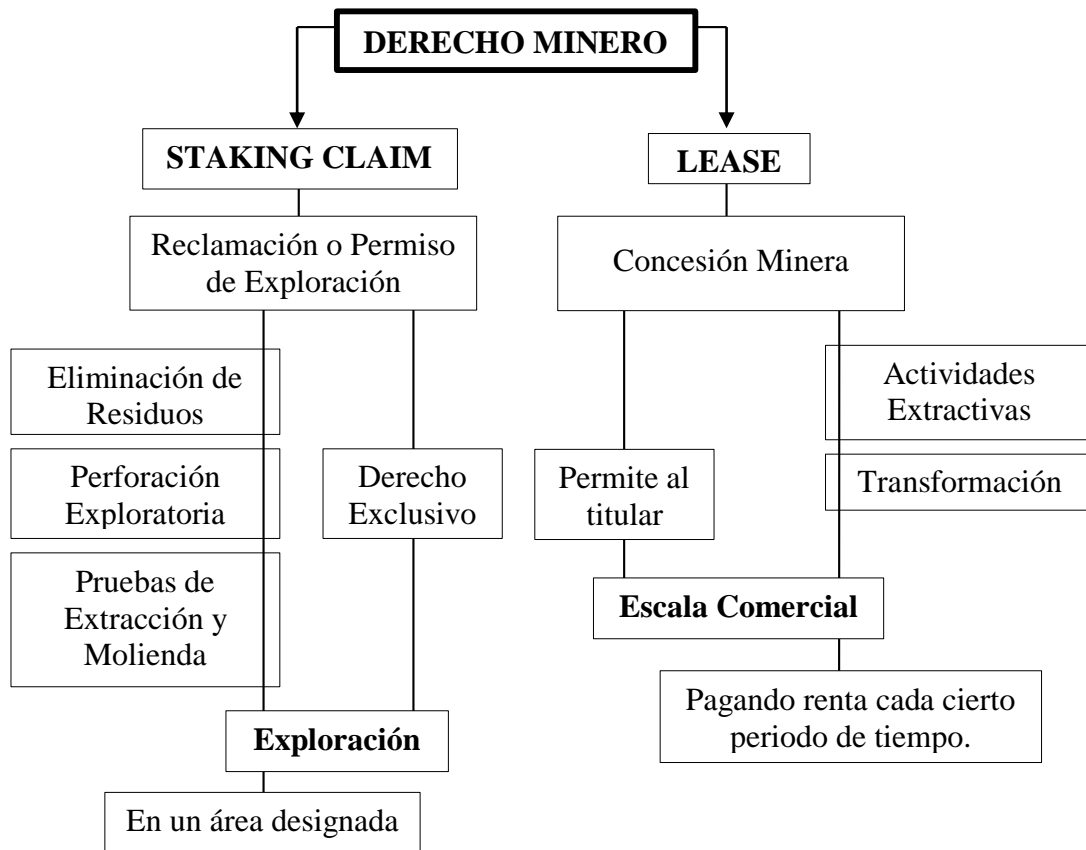 DERECHO MINERO
STAKING CLAIM
LEASE
Reclamación o Permiso
de Exploración
Concesión Minera
Eliminación de
Residuos
Perforación
Exploratoria
Pruebas de
Extracción y
Molienda
Derecho
Exclusivo
Exploración
En un área designada
Permite al
titular
Actividades
Extractivas
Transformación
Escala Comercial
Pagando renta cada cierto
periodo de tiempo.